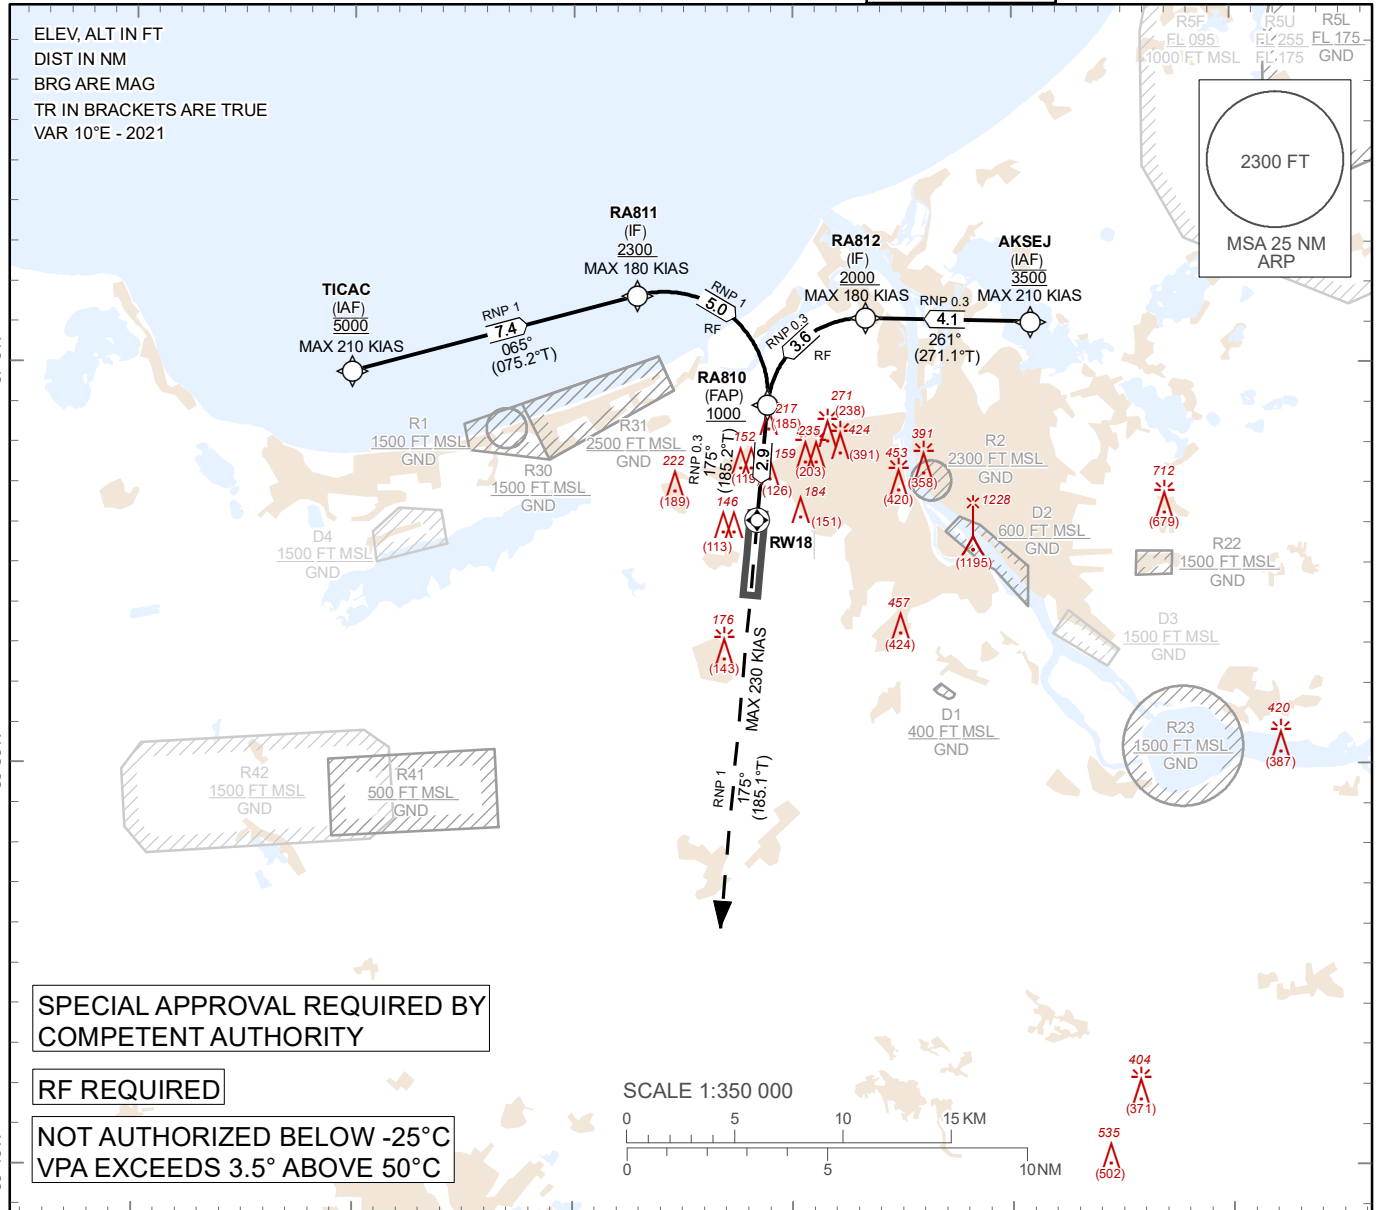 ELEV, ALT IN FT
DIST IN NM
BRG ARE MAG
TR IN BRACKETS ARE TRUE
VAR 10°E - 2021
R5F
FL 095
1000 FT MSL
R5U
FL 255
FL 175
R5L
FL 175
GND
2300 FT
MSA 25 NM
ARP
RA811
(IF)
2300
MAX 180 KIAS
RA812
(IF)
2000
MAX 180 KIAS
AKSEJ
(IAF)
3500
MAX 210 KIAS
TICAC
(IAF)
5000
MAX 210 KIAS
RNP 1
7.4
065°
(075.2°T)
RNP 1
5.0
RF
RNP 0.3
3.6
RF
RNP 0.3
4.1
261°
(271.1°T)
RA810
(FAP)
1000
RNP 0.3
175°
(185.2°T)
2.9
R1
1500 FT MSL
GND
R31
2500 FT MSL
GND
R30
1500 FT MSL
GND
D4
1500 FT MSL
GND
217
(185)
271
(238)
235
(203)
424
(391)
152
(119)
159
(126)
222
(189)
146
(113)
184
(151)
453
(420)
391
(358)
R2
2300 FT MSL
GND
1228
(1195)
D2
600 FT MSL
GND
712
(679)
R22
1500 FT MSL
GND
RW18
D3
1500 FT MSL
GND
457
(424)
176
(143)
MAX 230 KIAS
RNP 1
175°
(185.1°T)
D1
400 FT MSL
GND
R23
1500 FT MSL
GND
420
(387)
R42
1500 FT MSL
GND
R41
500 FT MSL
GND
SPECIAL APPROVAL REQUIRED BY
COMPETENT AUTHORITY
RF REQUIRED
NOT AUTHORIZED BELOW -25°C
VPA EXCEEDS 3.5° ABOVE 50°C
SCALE 1:350 000
0 5 10 15 KM
0 5 10 NM
404
(371)
535
(502)